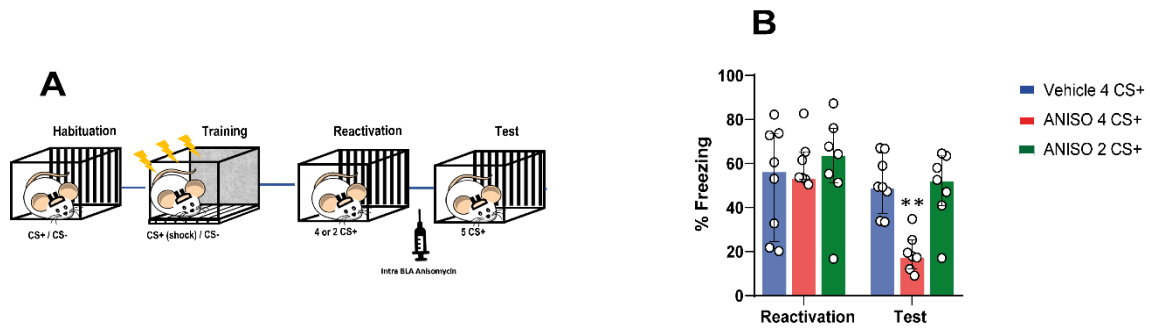 A
Habituation
Training
Reactivation
Test
CS+ / CS-
CS+ (shock) / CS-
4 or 2 CS+
5 CS+
Intra BLA Anisomycin
B
% Freezing
100
80
60
40
20
0
**
Reactivation
Test
Vehicle 4 CS+
ANISO 4 CS+
ANISO 2 CS+